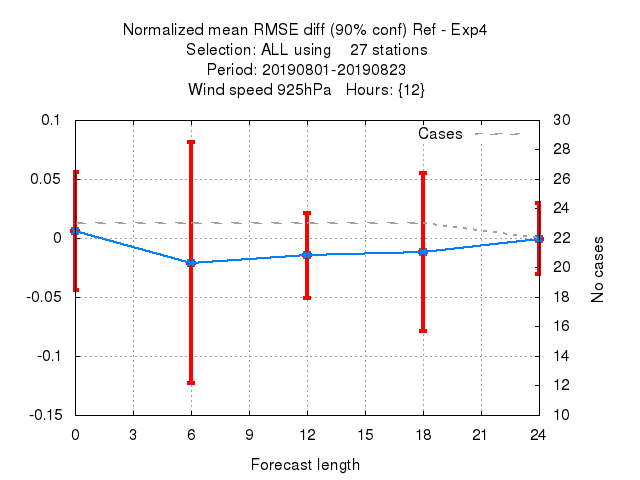 Normalized mean RMSE diff (90% conf) Ref - Exp4
Selection: ALL using 27 stations
Period: 20190801-20190823
Wind speed 925hPa Hours: {12}
Cases
0.1
0.05
0
-0.05
-0.1
-0.15
30
28
26
24
22
20
18
16
14
12
10
No cases
0 3 6 9 12 15 18 21 24
Forecast length